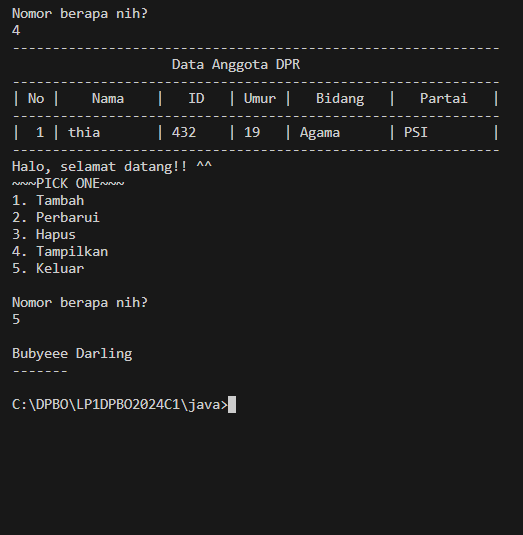 Nomor berapa nih?
4
-------------------------------------------------------------
Data Anggota DPR
-------------------------------------------------------------
| No |    Nama    |   ID   | Umur |   Bidang   |   Partai   |
-------------------------------------------------------------
|  1 | thia       | 432    | 19   | Agama      | PSI        |
-------------------------------------------------------------
Halo, selamat datang!! ^^
~~~PICK ONE~~~
1. Tambah
2. Perbarui
3. Hapus
4. Tampilkan
5. Keluar
Nomor berapa nih?
5
Bubyeee Darling
-------
C:\DPBO\LP1DPBO2024C1\java>